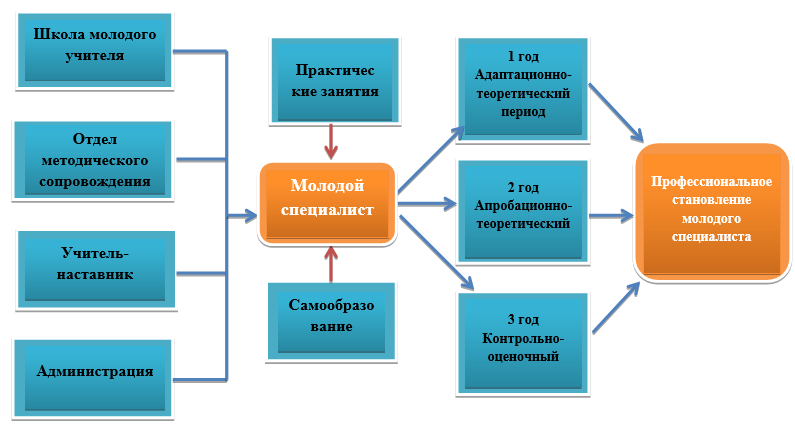 Школа молодого
учителя
Отдел
методического
сопровождения
Учитель-
наставник
Администрация
Практичес
кие занятия
Молодой
специалист
Самообразо
вание
1 год
Адаптационно-
теоретический
период
2 год
Апробационно-
теоретический
3 год
Контрольно-
оценочный
Профессиональное
становление
молодого
специалиста